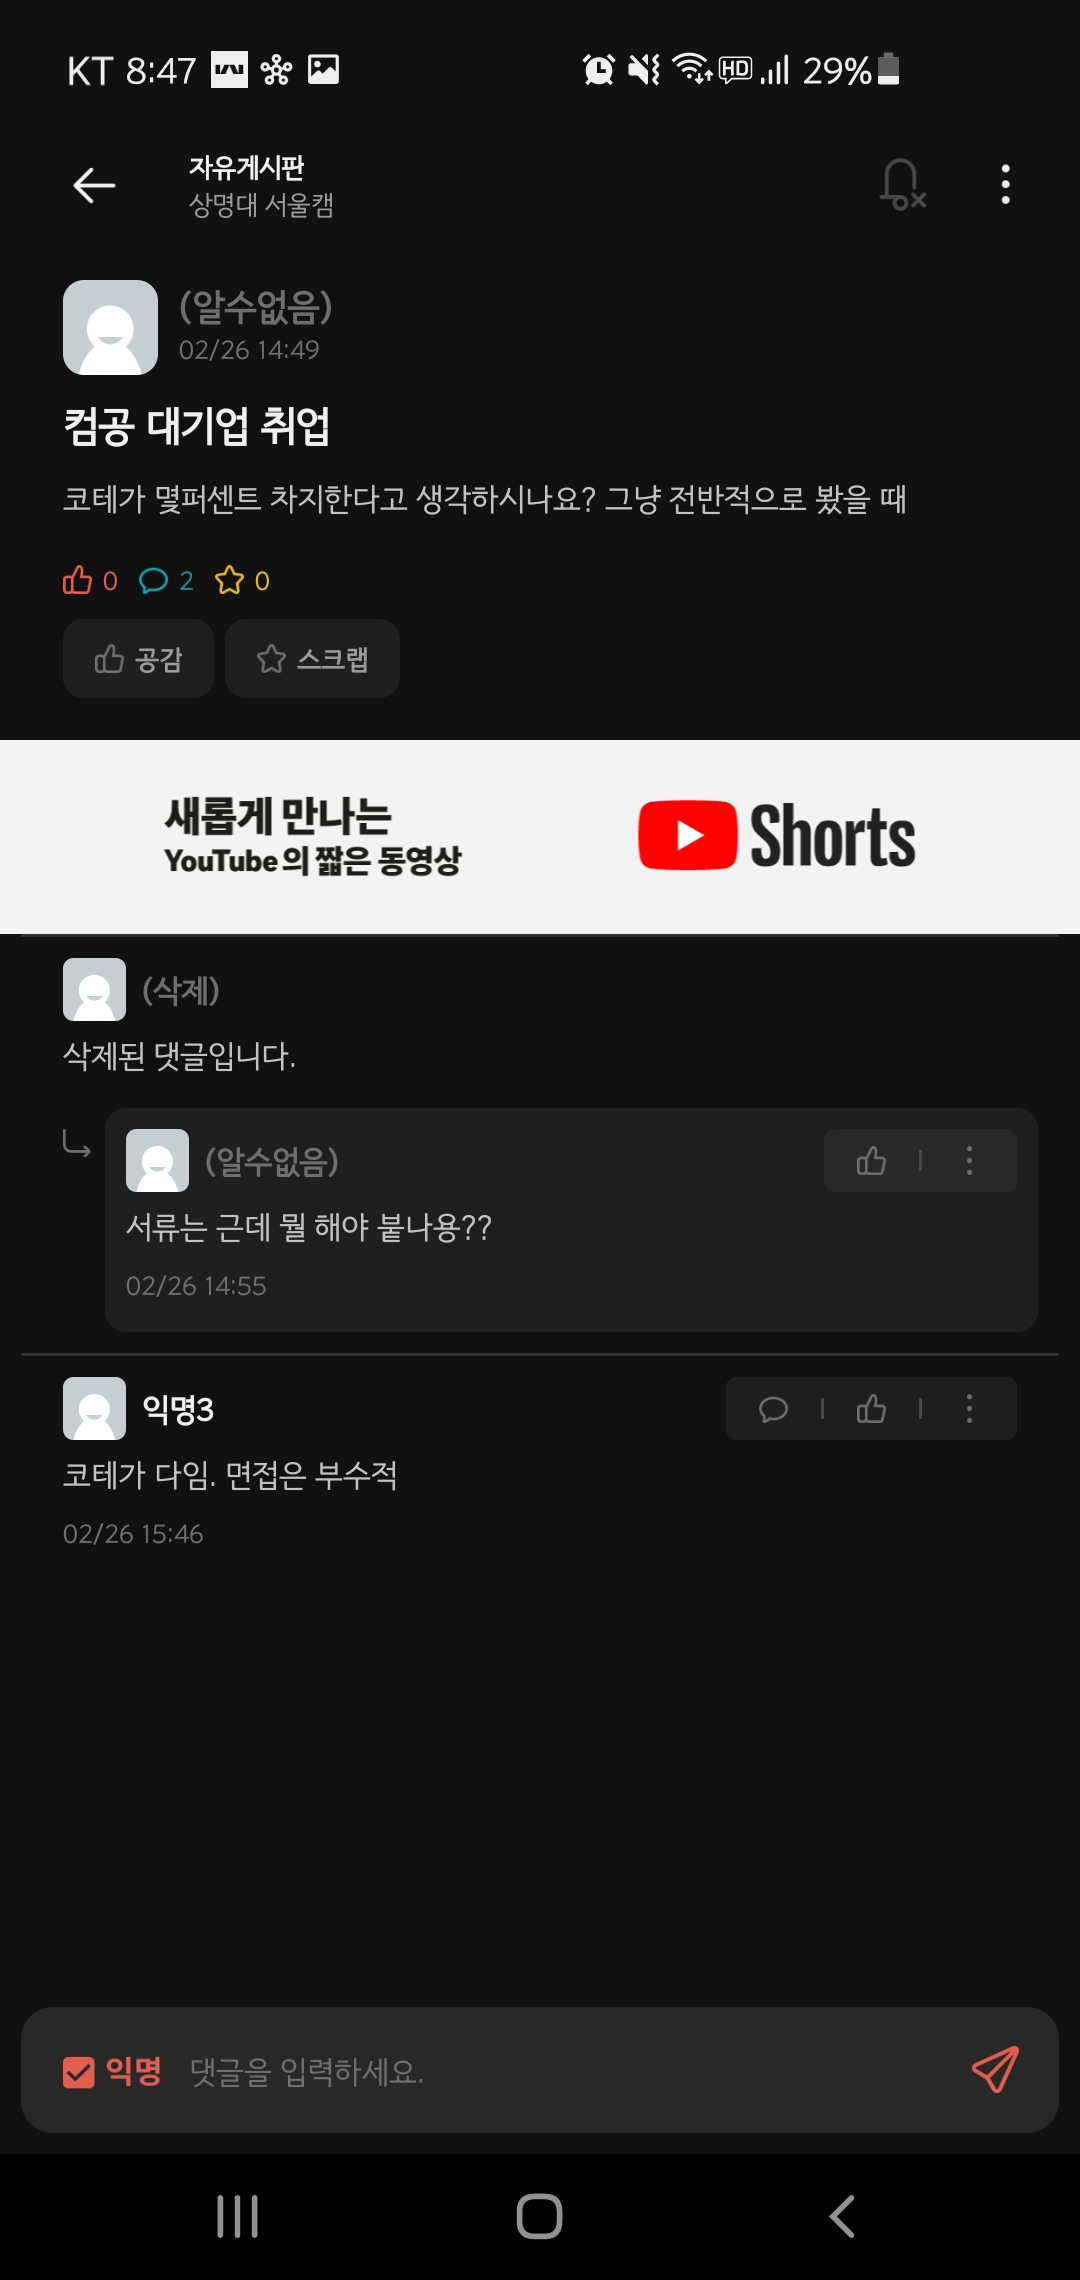 KT 8:47
HD 29%
자유게시판
상명대 서울캠
(알수없음)
02/26 14:49
컴공 대기업 취업
코테가 몇퍼센트 차지한다고 생각하시나요? 그냥 전반적으로 봤을 때
0 2 0
공감 스크랩
새롭게 만나는
YouTube의 짧은 동영상
Shorts
(삭제)
삭제된 댓글입니다.
(알수없음)
서류는 근데 뭘 해야 붙나용??
02/26 14:55
익명3
코테가 다임. 면접은 부수적
02/26 15:46
익명 댓글을 입력하세요.